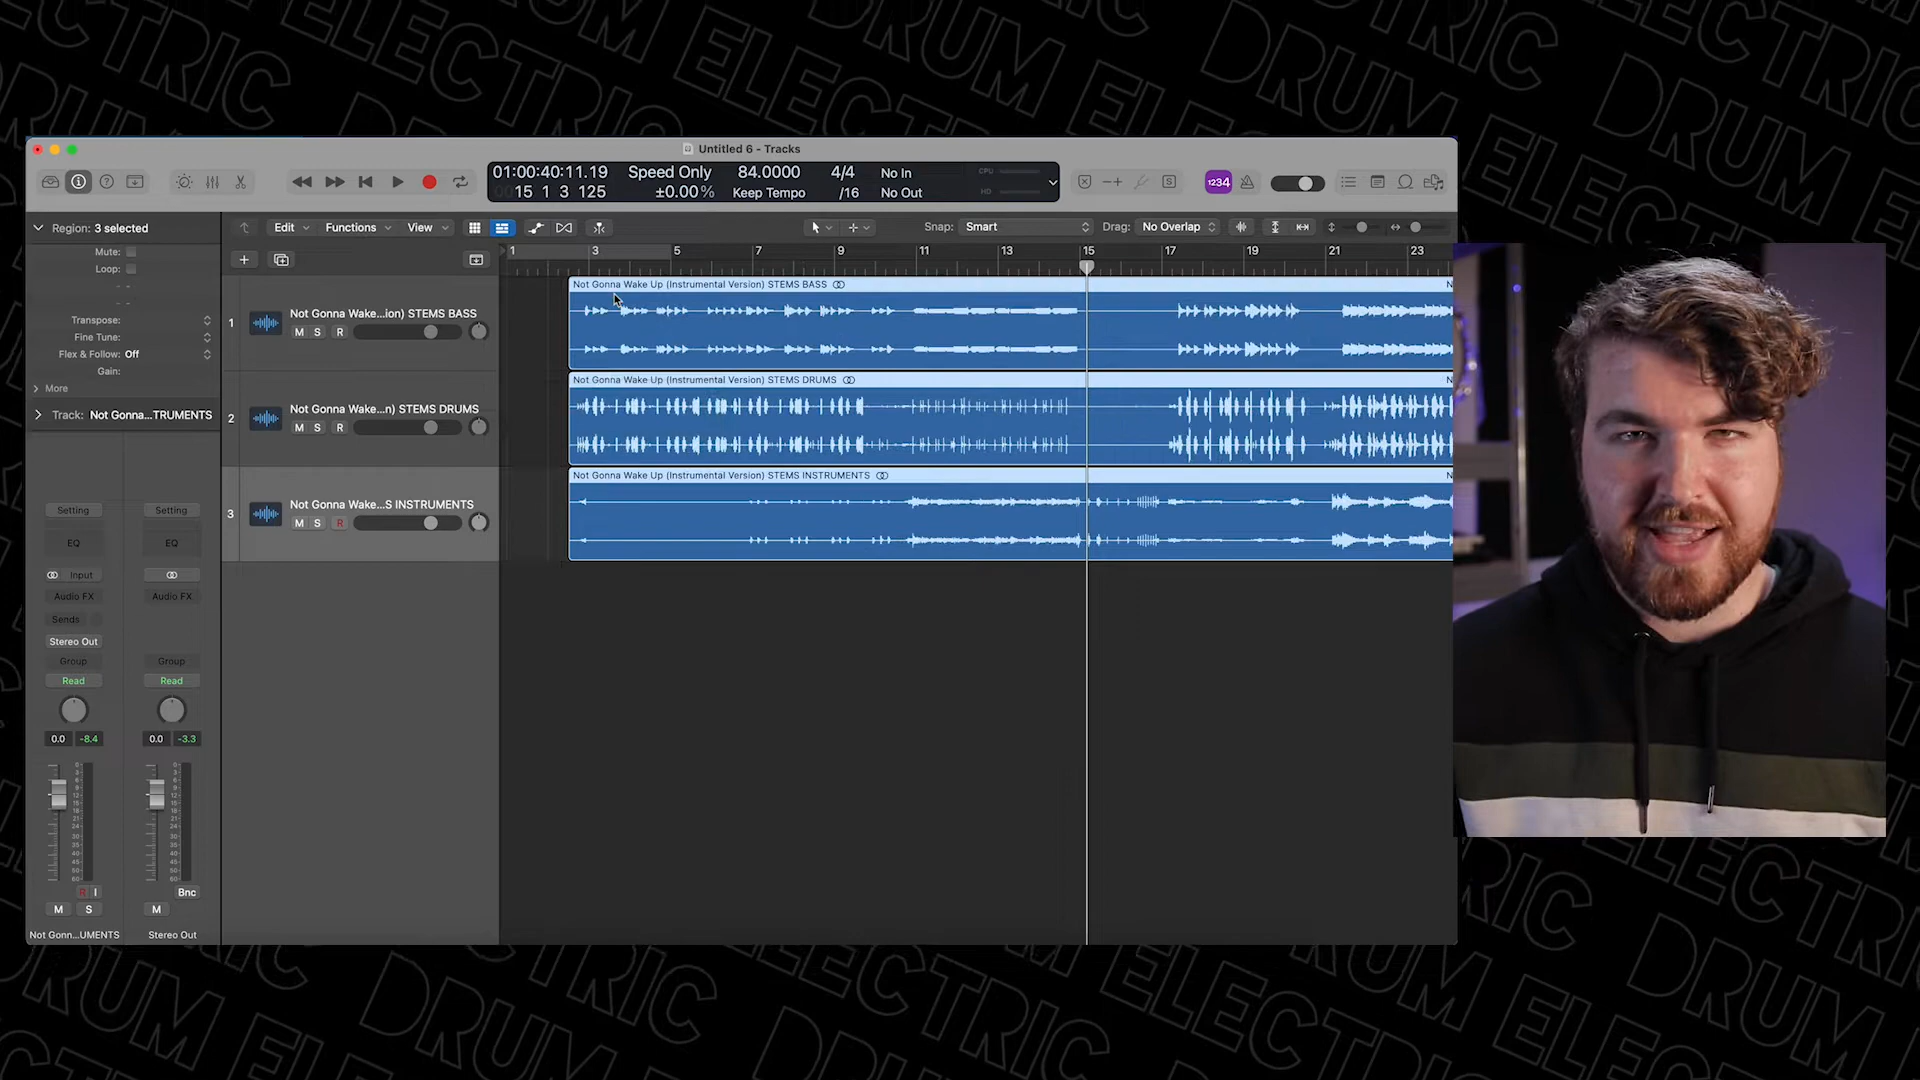 ELECTRIC
DRUM
Untitled 6 - Tracks
01:00:40:11.19
15 1 3 125
Speed Only
±0.00%
84.0000
Keep Tempo
4/4
/16
No In
No Out
CPU
HD
1234
Region: 3 selected
Mute:
Loop:
Transpose:
Fine Tune:
Flex & Follow: Off
Gain:
More
Track: Not Gonna...TRUMENTS
Edit
Functions
View
Snap: Smart
Drag: No Overlap
1 3 5 7 9 11 13 15 17 19 21 23
1
Not Gonna Wake...ion) STEMS BASS
M S R
Not Gonna Wake Up (Instrumental Version) STEMS BASS
N
2
Not Gonna Wake...n) STEMS DRUMS
M S R
Not Gonna Wake Up (Instrumental Version) STEMS DRUMS
N
3
Not Gonna Wake...S INSTRUMENTS
M S R
Not Gonna Wake Up (Instrumental Version) STEMS INSTRUMENTS
N
Setting Setting
EQ EQ
Input
Audio FX Audio FX
Sends
Stereo Out
Group Group
Read Read
0.0 -8.4 0.0 -3.3
R I
Bnc
M S M
Not Gonn...UMENTS Stereo Out